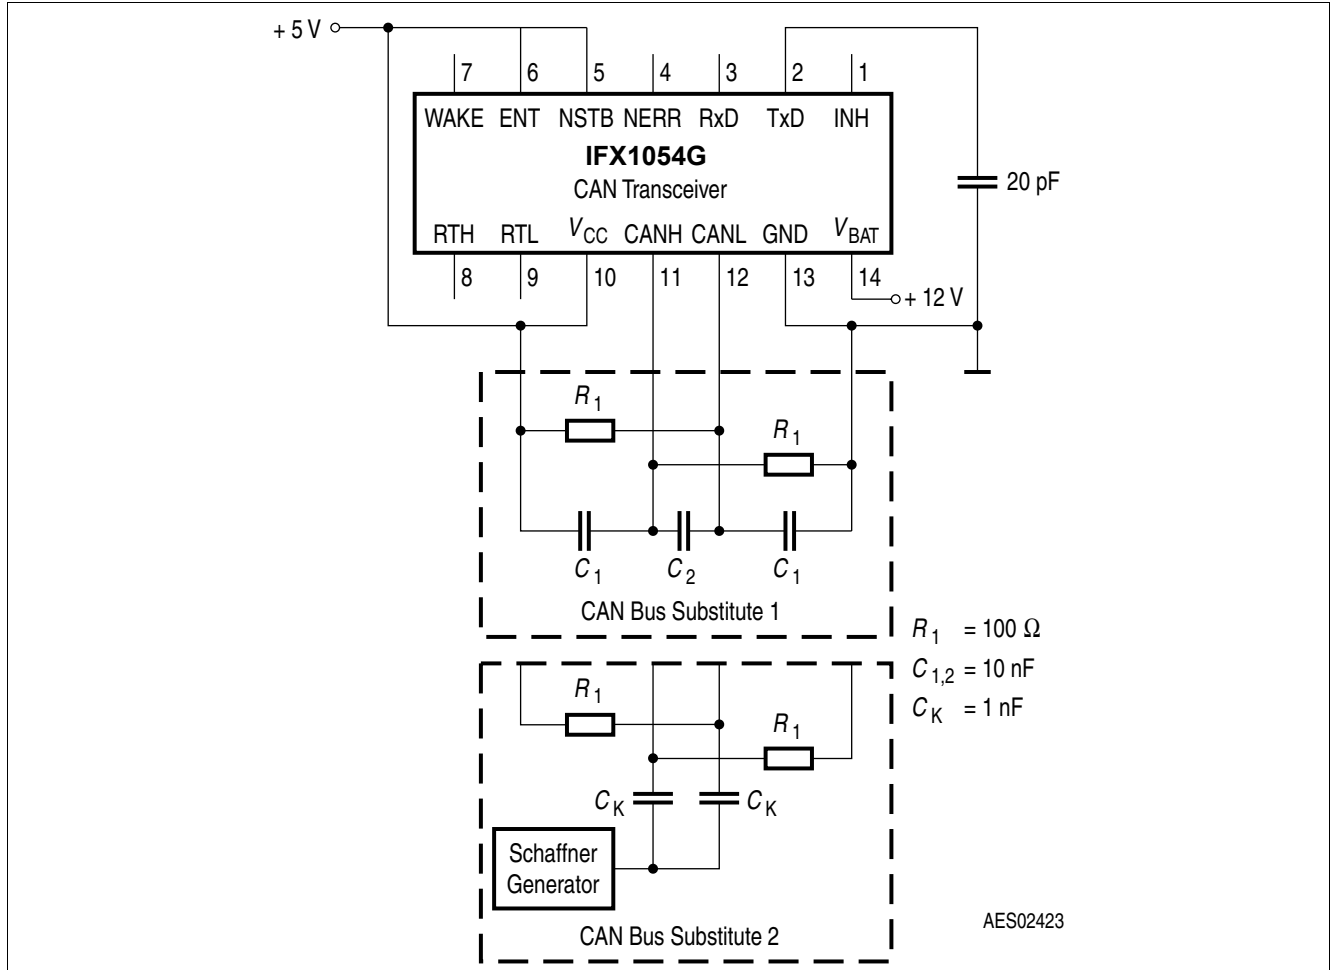 + 5 V
7 6 5 4 3 2 1
WAKE ENT NSTB NERR RxD TxD INH
IFX1054G
CAN Transceiver
20 pF
RTH RTL VCC CANH CANL GND VBAT
8 9 10 11 12 13 14
+ 12 V
R1
R1
C1 C2 C1
CAN Bus Substitute 1
R1 = 100 Ω
C1,2 = 10 nF
CK = 1 nF
R1
R1
CK CK
Schaffner
Generator
CAN Bus Substitute 2
AES02423